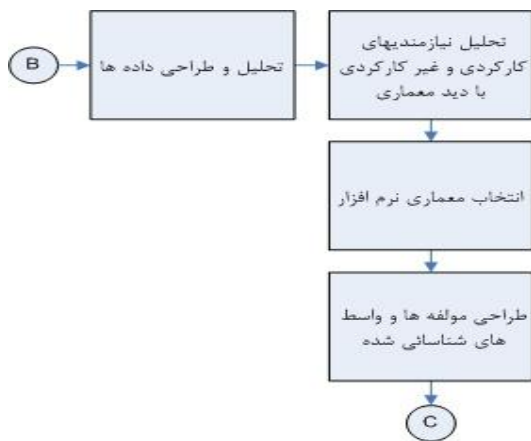 B
تحلیل و طراحی داده ها
تحلیل نیازمندیهای
کارکردی و غیر کارکردی
با دید معماری
انتخاب معماری نرم افزار
طراحی مولفه ها و واسط
های شناسائی شده
C